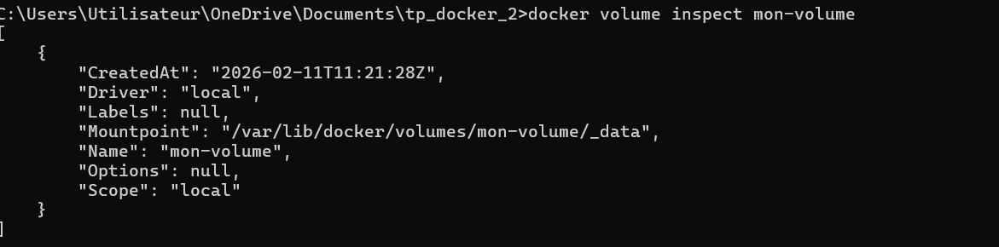 C:\Users\Utilisateur\OneDrive\Documents\tp_docker_2>docker volume inspect mon-volume
[
    {
        "CreatedAt": "2026-02-11T11:21:28Z",
        "Driver": "local",
        "Labels": null,
        "Mountpoint": "/var/lib/docker/volumes/mon-volume/_data",
        "Name": "mon-volume",
        "Options": null,
        "Scope": "local"
    }
]